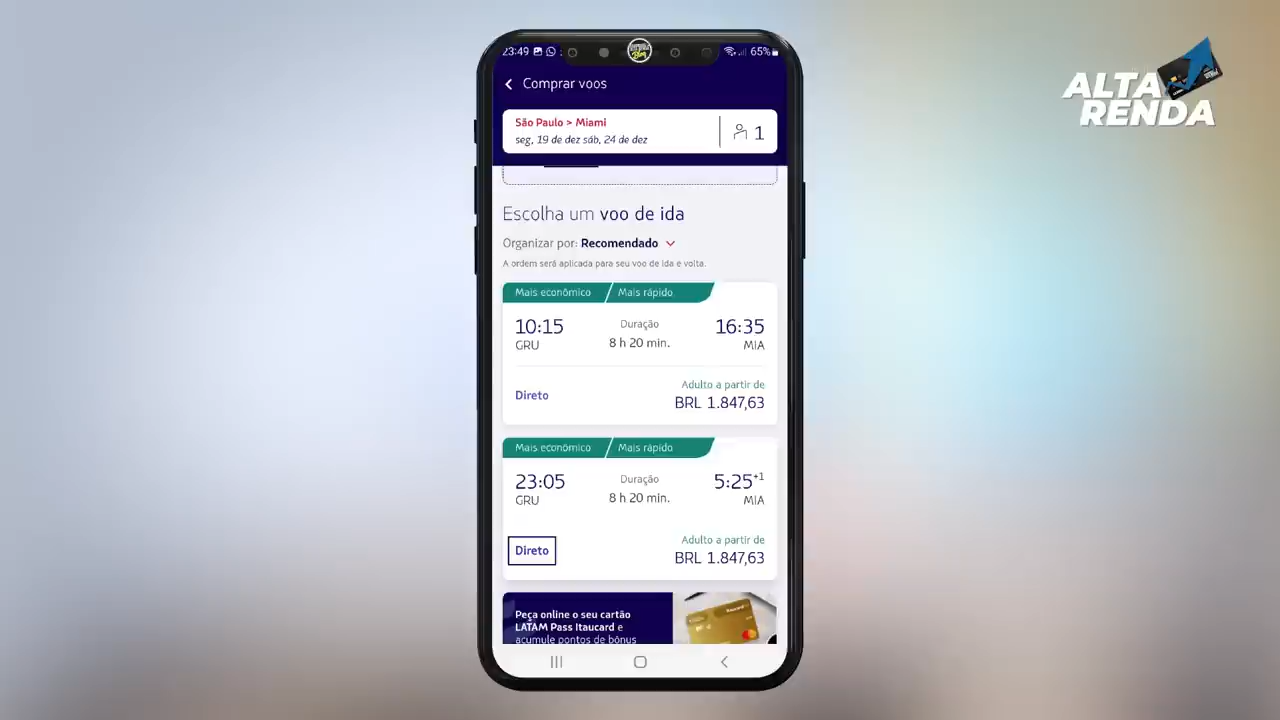 23:49
65%
ALTA
RENDA
Comprar voos
São Paulo > Miami
seg, 19 de dez sáb, 24 de dez
1
Escolha um voo de ida
Organizar por: Recomendado
A ordem será aplicada para seu voo de ida e volta.
Mais econômico Mais rápido
10:15 Duração 16:35
GRU 8 h 20 min. MIA
Adulto a partir de
Direto BRL 1.847,63
Mais econômico Mais rápido
23:05 Duração 5:25+1
GRU 8 h 20 min. MIA
Adulto a partir de
Direto BRL 1.847,63
Peça online o seu cartão
LATAM Pass Itaucard e
acumule pontos de bônus